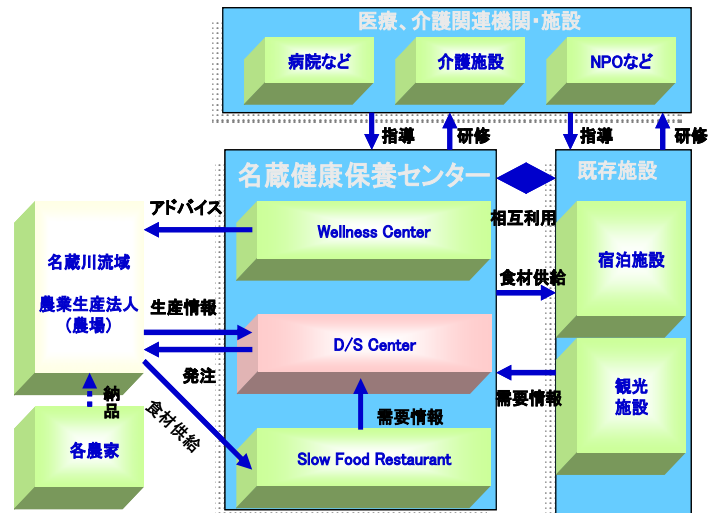 医療、介護関連機関・施設
病院など
介護施設
NPOなど
指導
研修
指導
研修
名蔵健康保養センター
既存施設
相互利用
アドバイス
Wellness Center
宿泊施設
名蔵川流域
農業生産法人
(農場)
食材供給
生産情報
D/S Center
発注
需要情報
観光
施設
納品
食材供給
需要情報
各農家
Slow Food Restaurant